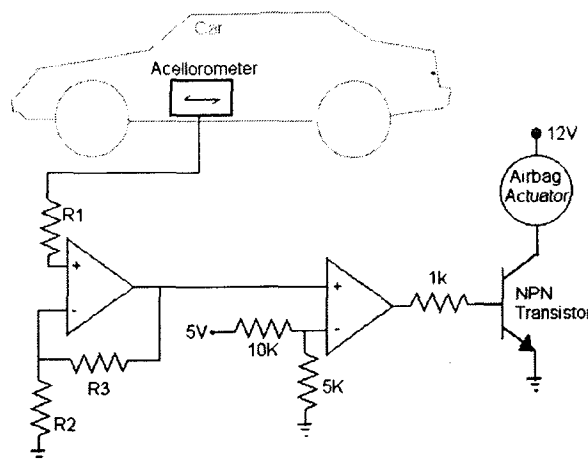 Car
Acellorometer
12V
Airbag
Actuator
R1
+
-
R3
R2
+
-
5V
10K
5K
1k
NPN
Transistor